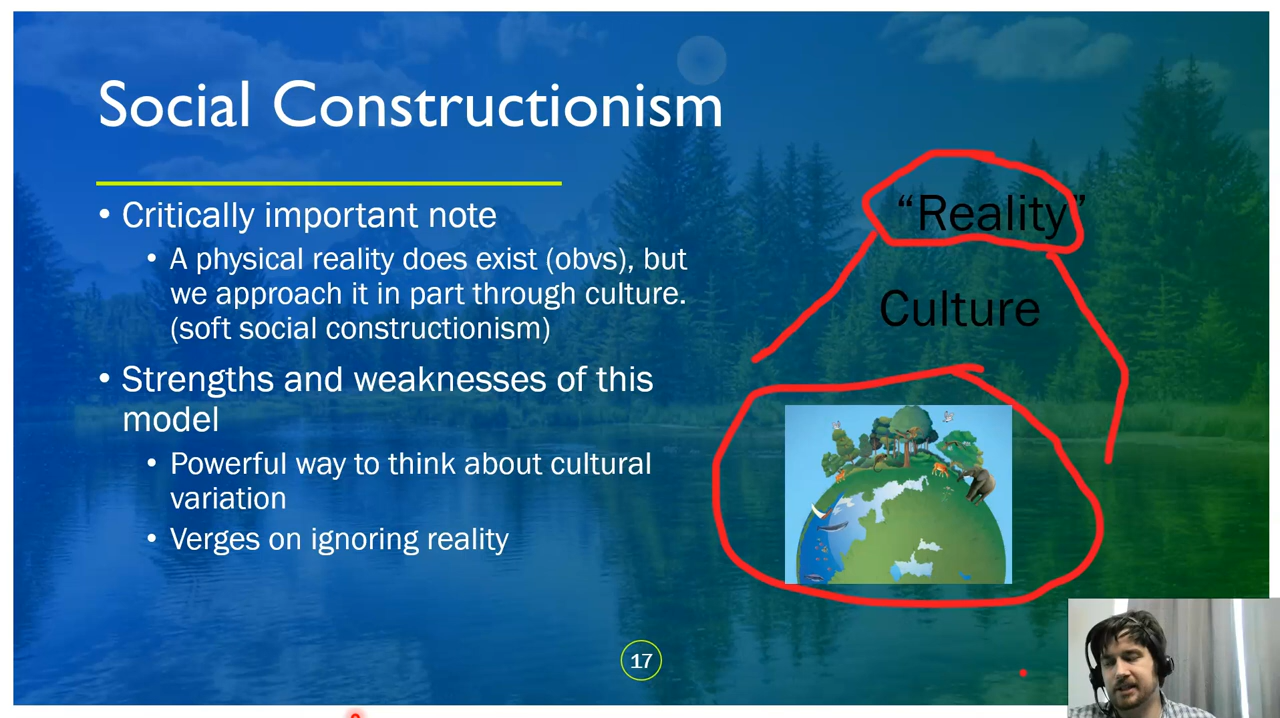 Social Constructionism
• Critically important note
• A physical reality does exist (obvs), but
we approach it in part through culture.
(soft social constructionism)
• Strengths and weaknesses of this
model
• Powerful way to think about cultural
variation
• Verges on ignoring reality
“Reality”
Culture
17